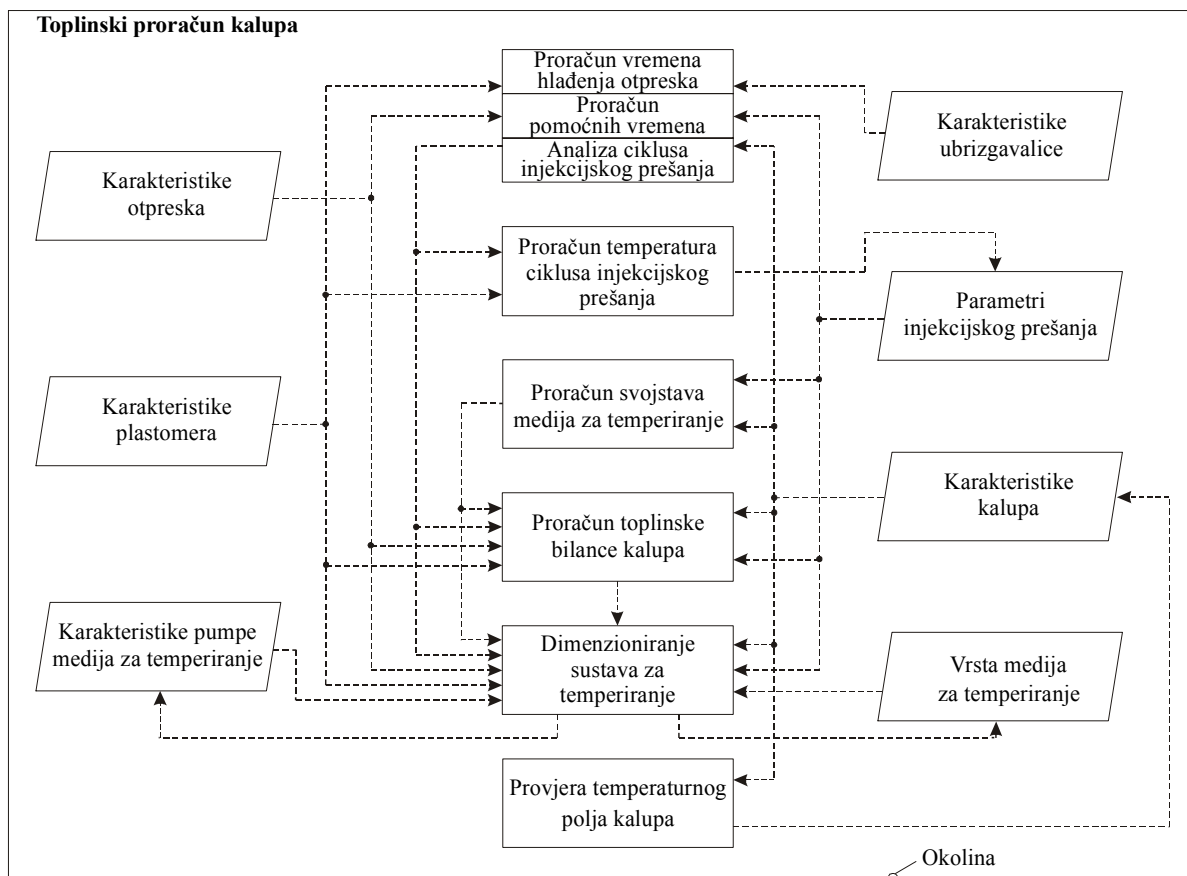 Toplinski proračun kalupa
Proračun vremena
hlađenja otpreska
Proračun
pomoćnih vremena
Analiza ciklusa
injekcijskog prešanja
Karakteristike
ubrizgavalice
Karakteristike
otpreska
Proračun temperatura
ciklusa injekcijskog
prešanja
Parametri
injekcijskog prešanja
Karakteristike
plastomera
Proračun svojstava
medija za temperiranje
Karakteristike
kalupa
Proračun toplinske
bilance kalupa
Karakteristike pumpe
medija za temperiranje
Dimenzioniranje
sustava za
temperiranje
Vrsta medija
za temperiranje
Provjera temperaturnog
polja kalupa
Okolina